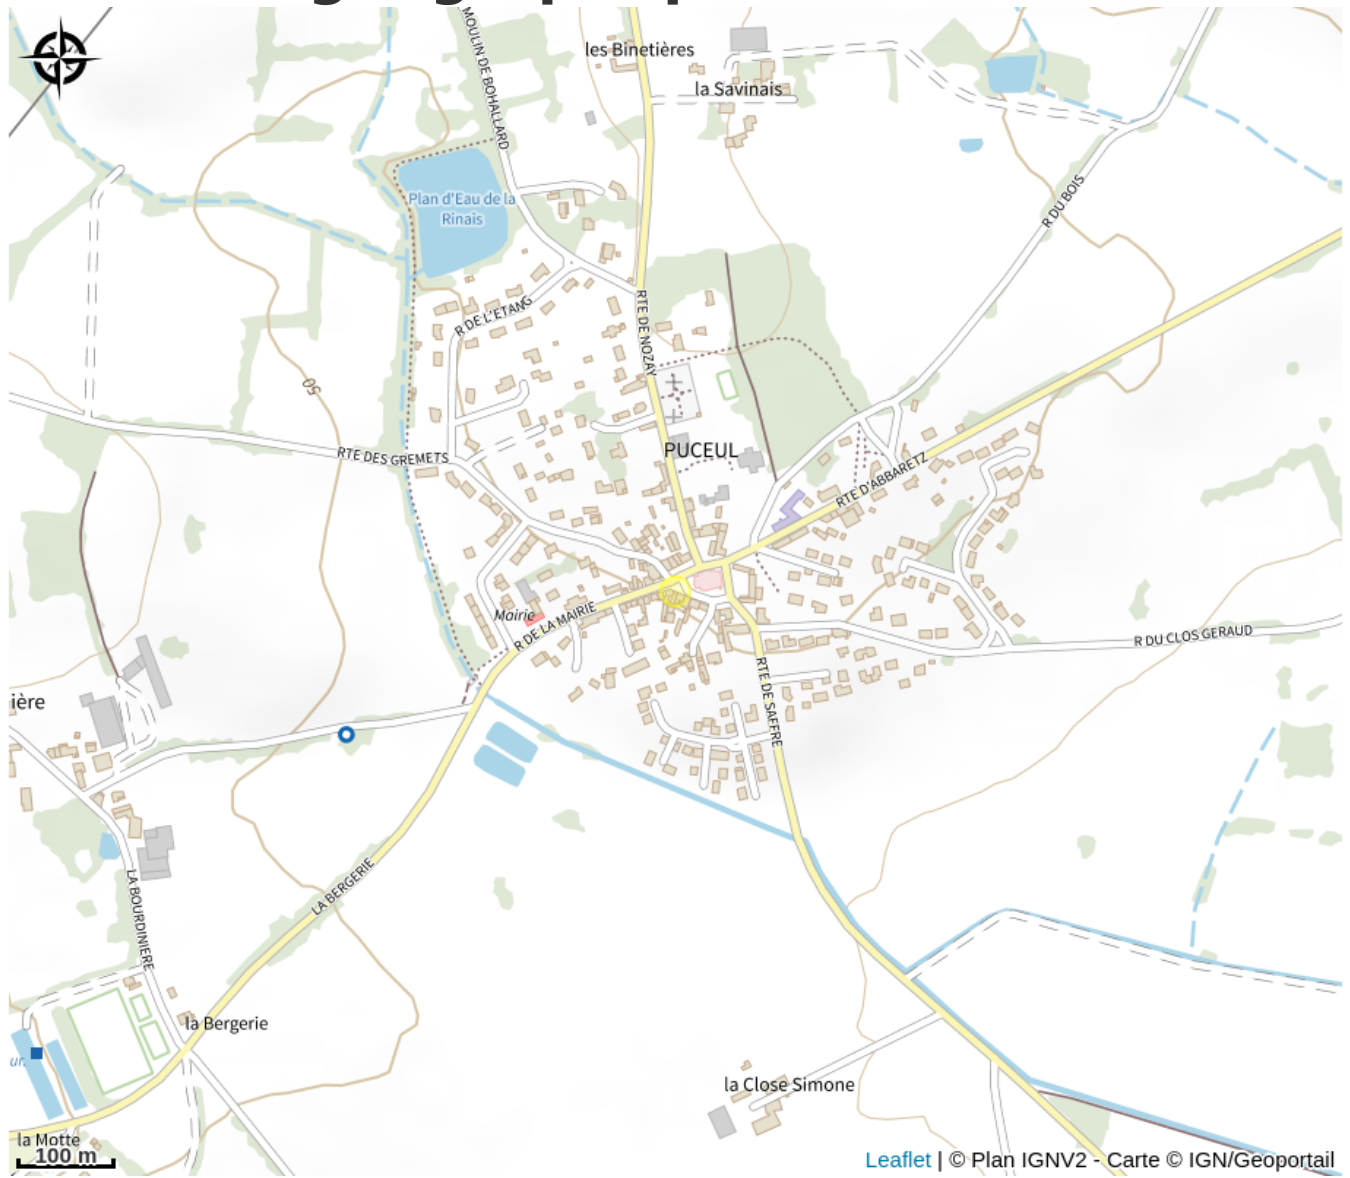 MOULIN DE BOHALLARD
les Binetières
la Savinais
Plan d'Eau de la
Rinais
R DU BOIS
R DE L'ETANG
RTE DE NOZAY
50
RTE DES GREMETS
PUCEUL
RTE D'ABBARETZ
Mairie
R DE LA MAIRIE
R DU CLOS GERAUD
RTE DE SAFFRE
ière
LA BERGERIE
LA BOURDINIERE
la Bergerie
ur.
la Close Simone
la Motte
100 m
Leaflet | © Plan IGNV2 - Carte © IGN/Geoportail